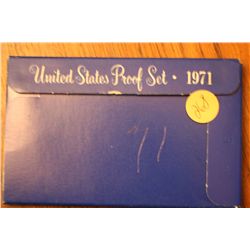 United States Proof Set • 1971
71